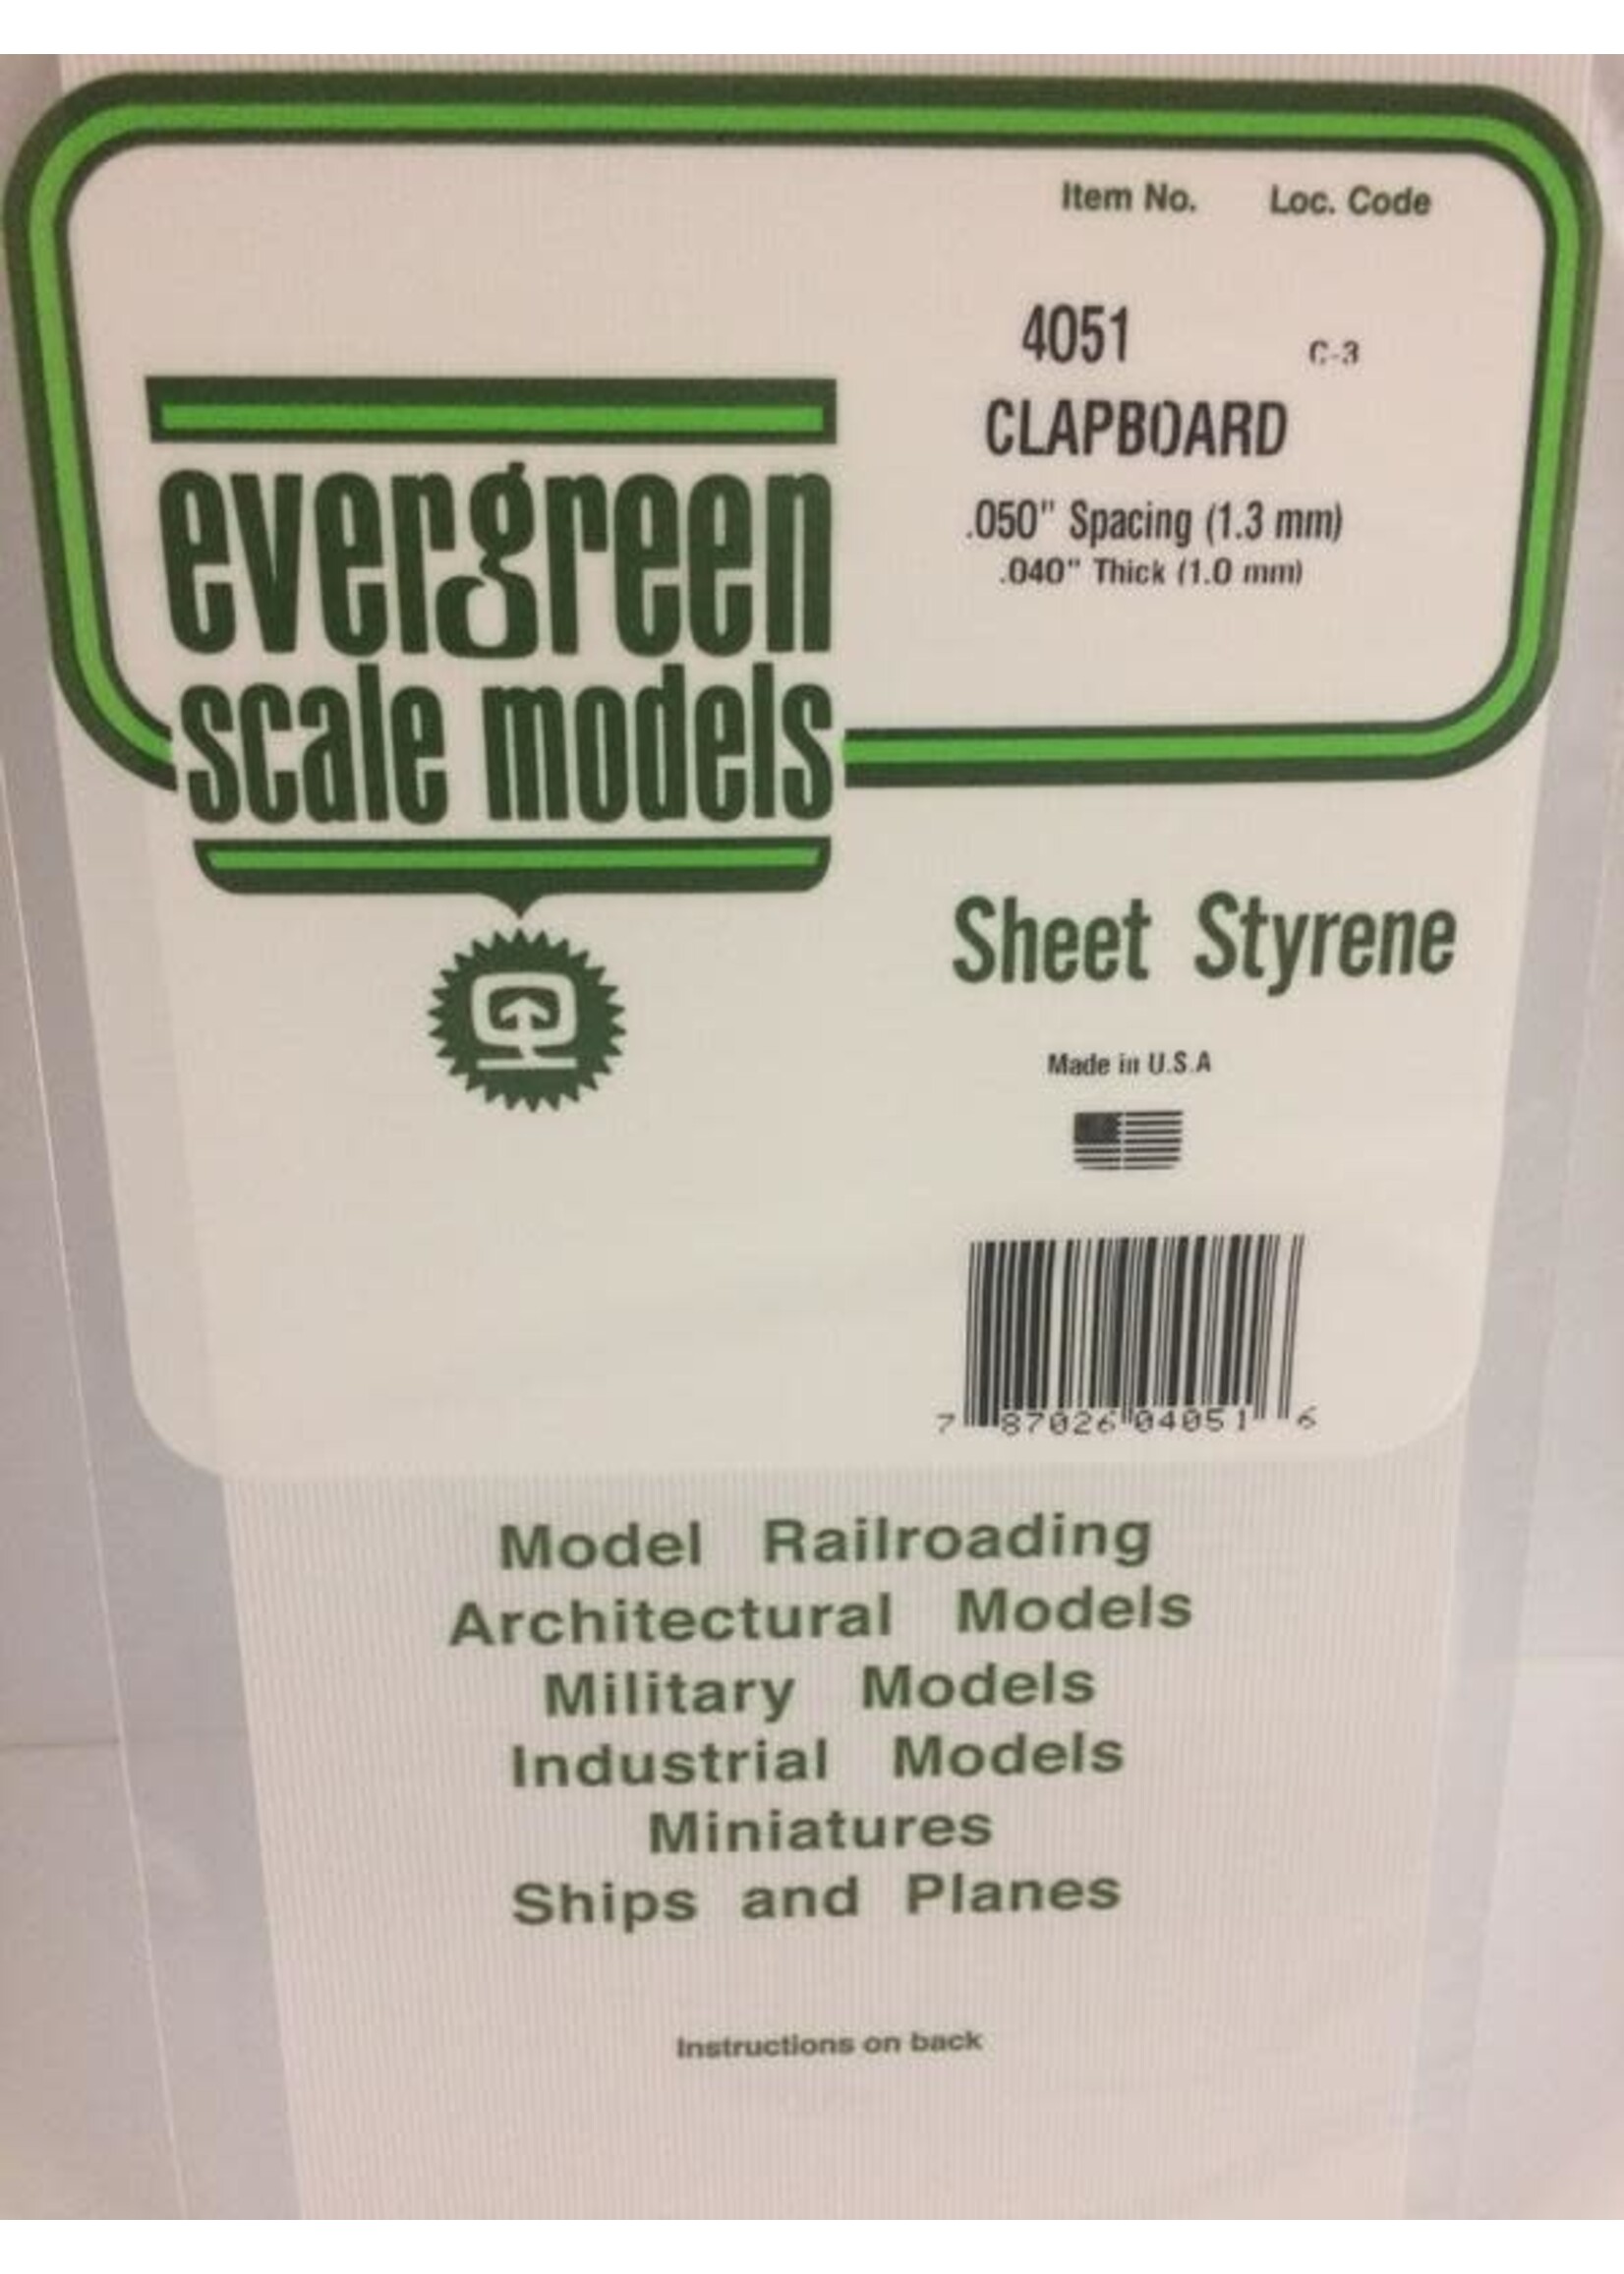 Item No. Loc. Code
4051 C-3
CLAPBOARD
.050" Spacing (1.3 mm)
.040" Thick (1.0 mm)
evergreen
scale models
Sheet Styrene
Made in U.S.A
7 87026 04051 6
Model Railroading
Architectural Models
Military Models
Industrial Models
Miniatures
Ships and Planes
Instructions on back